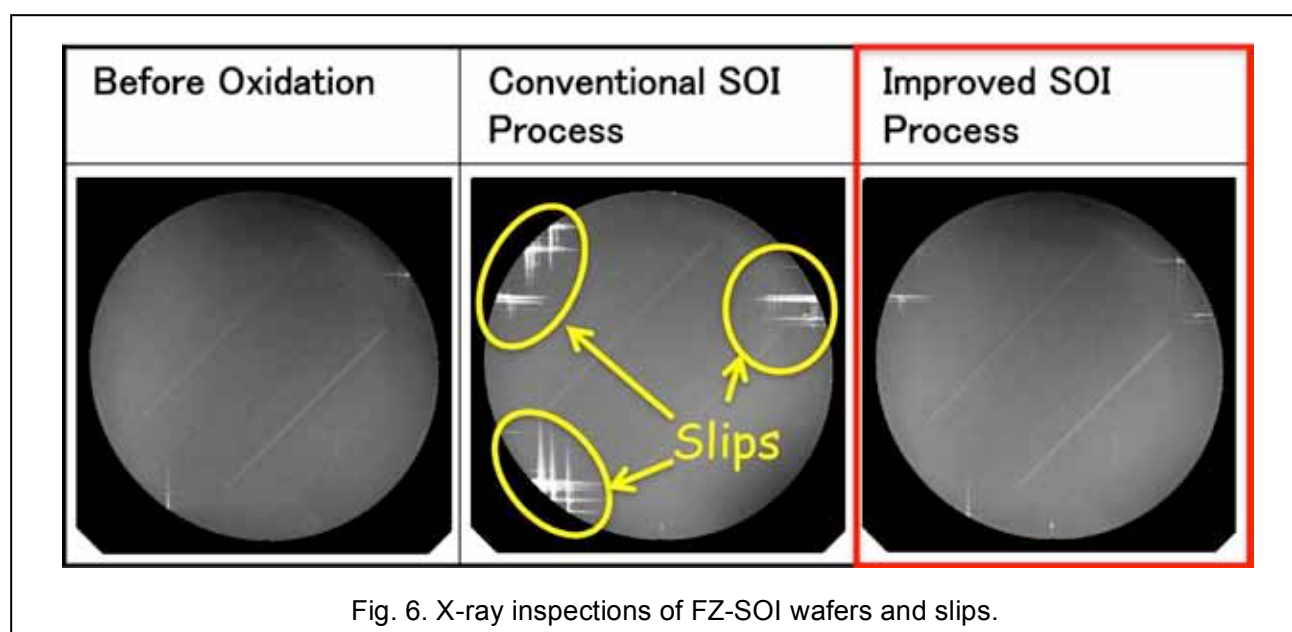 Before Oxidation
Conventional SOI
Process
Improved SOI
Process
Slips
Fig. 6. X-ray inspections of FZ-SOI wafers and slips.